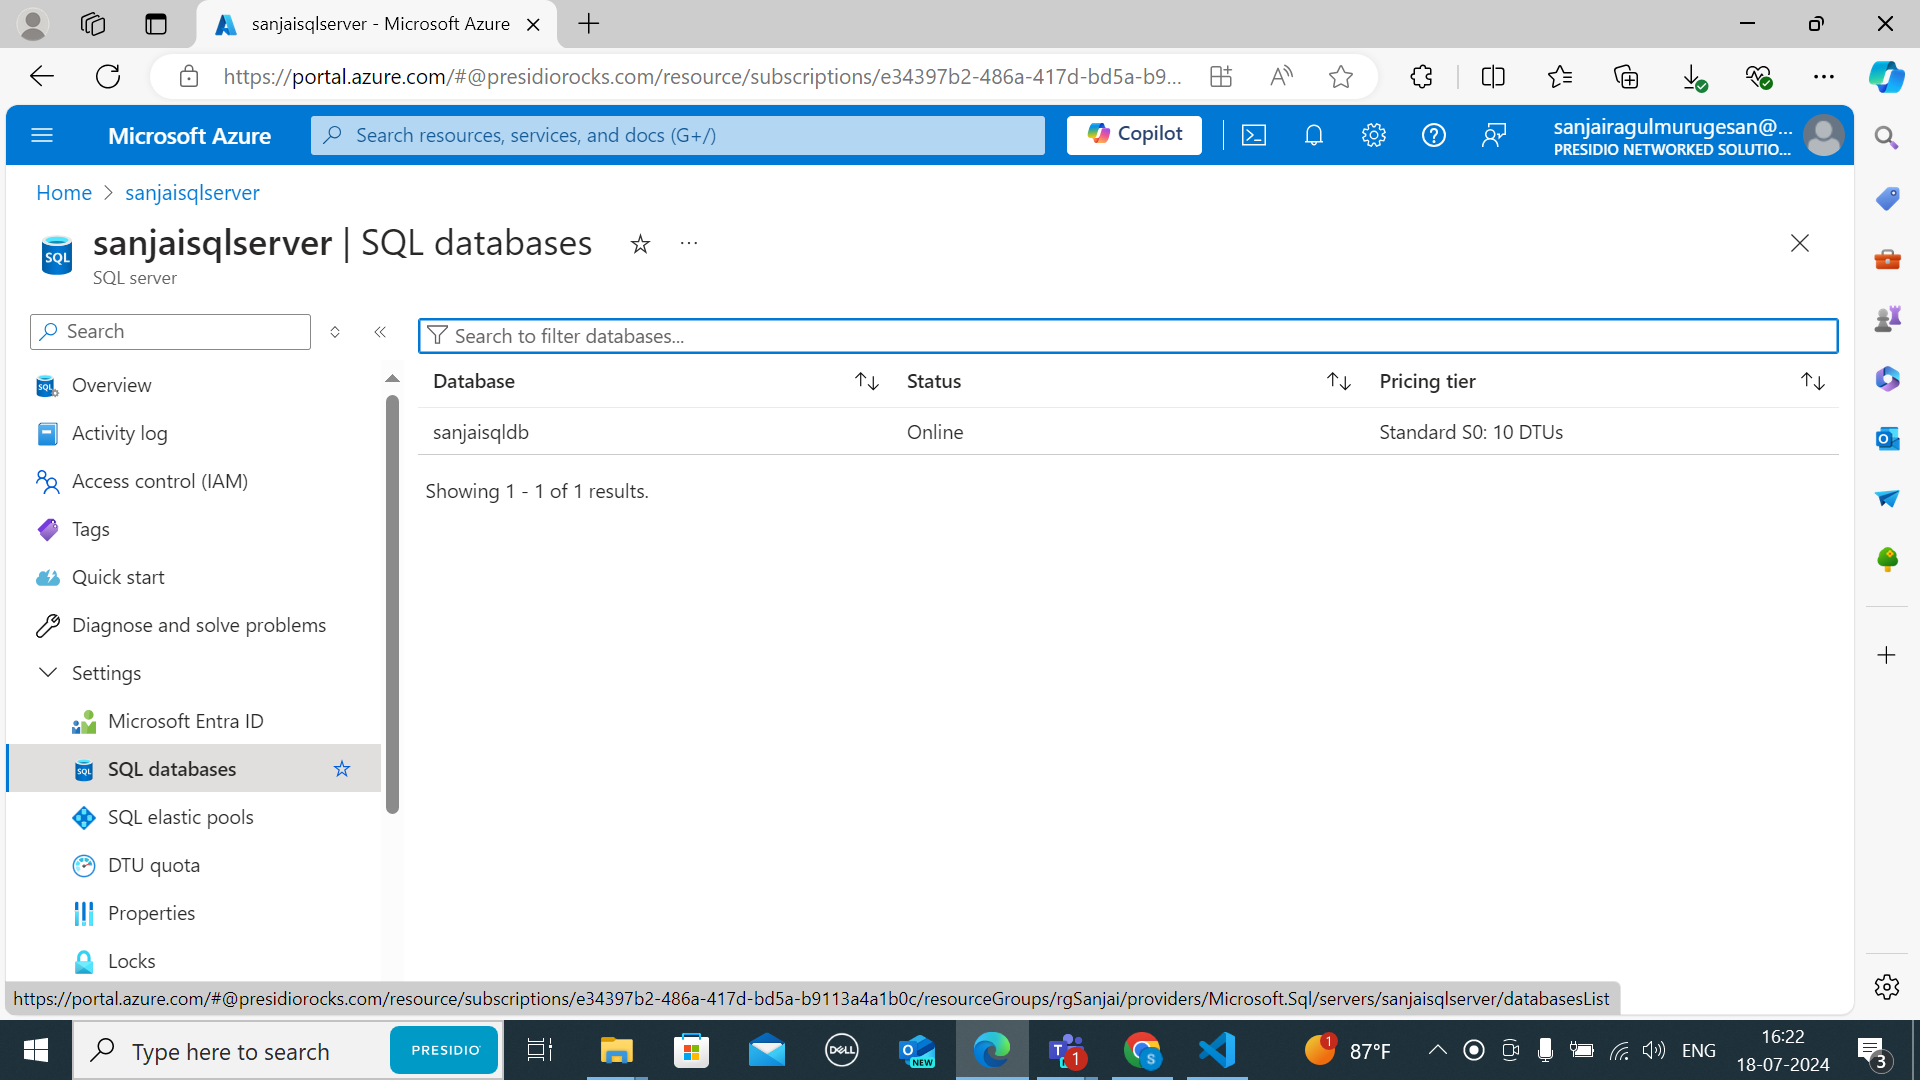 sanjaisqlserver - Microsoft Azure
https://portal.azure.com/#@presidiorocks.com/resource/subscriptions/e34397b2-486a-417d-bd5a-b9...
Microsoft Azure
Search resources, services, and docs (G+/)
Copilot
sanjairagulmurugesan@...
PRESIDIO NETWORKED SOLUTIO...
Home > sanjaisqlserver
sanjaisqlserver | SQL databases
SQL server
Search
Search to filter databases...
Overview
Activity log
Access control (IAM)
Tags
Quick start
Diagnose and solve problems
Settings
Microsoft Entra ID
SQL databases
SQL elastic pools
DTU quota
Properties
Locks
Database Status Pricing tier
sanjaisqldb Online Standard S0: 10 DTUs
Showing 1 - 1 of 1 results.
https://portal.azure.com/#@presidiorocks.com/resource/subscriptions/e34397b2-486a-417d-bd5a-b9113a4a1b0c/resourceGroups/rgSanjai/providers/Microsoft.Sql/servers/sanjaisqlserver/databasesList
Type here to search
PRESIDIO
DELL
NEW
1
S
1
87°F
ENG
16:22
18-07-2024
3